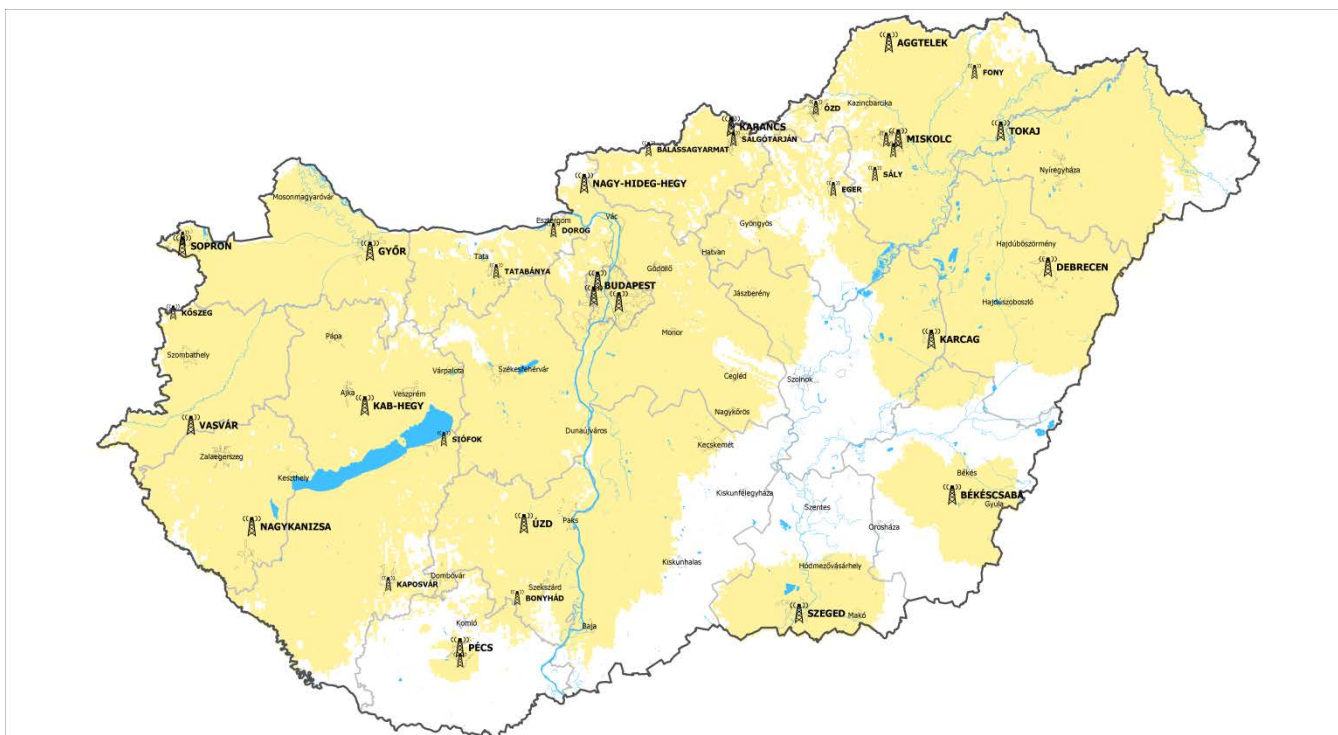 AGGTELEK
FONY
ÓZD
Kazincbarcika
KARANCS
SALGÓTARJÁN
MISKOLC
TOKAJ
BALASSAGYARMAT
SÁLY
Nyíregyháza
NAGY-HIDEG-HEGY
EGER
Mosonmagyaróvár
Esztergom
Vác
DOROG
Gyöngyös
SOPRON
GYŐR
Tata
Hatvan
Hajdúböszörmény
TATABÁNYA
Gödöllő
DEBRECEN
BUDAPEST
Jászberény
Hajdúszoboszló
KŐSZEG
Pápa
Monor
KARCAG
Szombathely
Várpalota
Székesfehérvár
Cegléd
Szolnok
Ajka
Veszprém
KAB-HEGY
Nagykőrös
VASVÁR
SIÓFOK
Dunaújváros
Kecskemét
Zalaegerszeg
Keszthely
Békés
BÉKÉSCSABA
Gyula
Kiskunfélegyháza
Szentes
NAGYKANIZSA
ÚZD
Paks
Orosháza
Kiskunhalas
Hódmezővásárhely
Dombóvár
KAPOSVÁR
Szekszárd
BONYHÁD
SZEGED
Makó
Komló
Baja
PÉCS